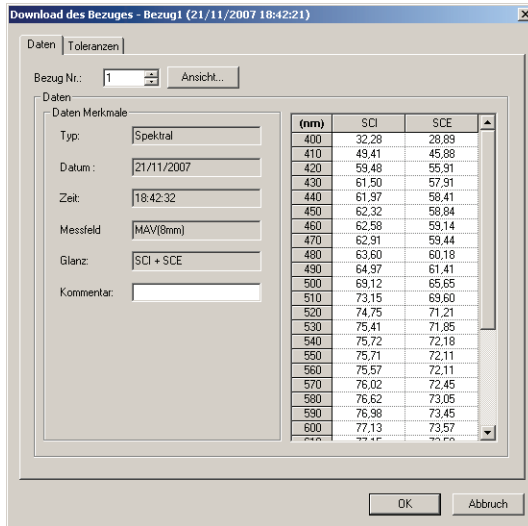 Download des Bezuges - Bezug1 (21/11/2007 18:42:21)
Daten Toleranzen
Bezug Nr.: 1 Ansicht...
Daten
Daten Merkmale
Typ: Spektral
Datum : 21/11/2007
Zeit: 18:42:32
Messfeld MAV(8mm)
Glanz: SCI + SCE
Kommentar:
(nm) SCI SCE
400 32,28 28,89
410 49,41 45,88
420 59,48 55,91
430 61,50 57,91
440 61,97 58,41
450 62,32 58,84
460 62,58 59,14
470 62,91 59,44
480 63,60 60,18
490 64,97 61,41
500 69,12 65,65
510 73,15 69,60
520 74,75 71,21
530 75,41 71,85
540 75,72 72,18
550 75,71 72,11
560 75,57 72,11
570 76,02 72,45
580 76,62 73,05
590 76,98 73,45
600 77,13 73,57
OK Abbruch